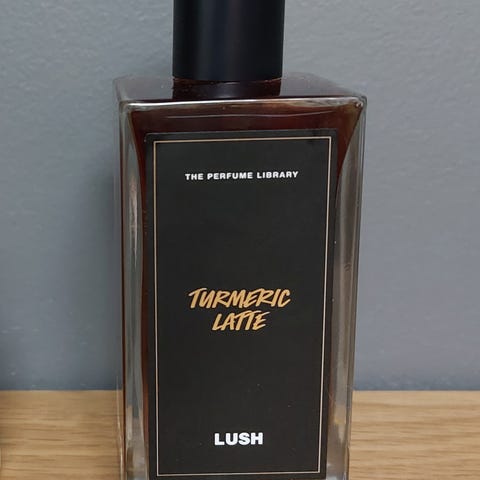 THE PERFUME LIBRARY
TURMERIC
LATTE
LUSH